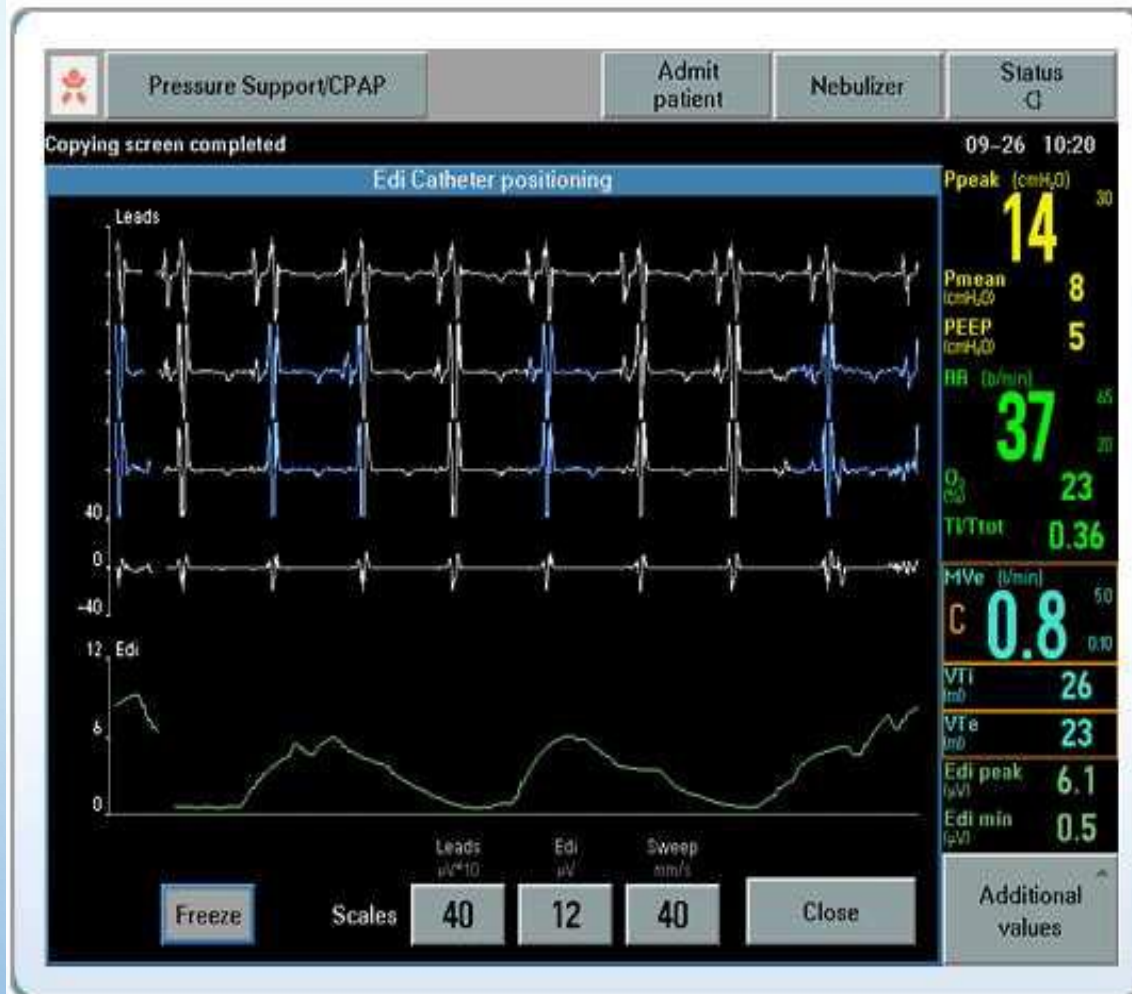 Pressure Support/CPAP
Admit patient
Nebulizer
Status
Copying screen completed
09-26 10:20
Edi Catheter positioning
Leads
40
0
-40
12 Edi
6
0
Ppeak (cmH₂O)
30
14
Pmean
(cmH₂O)
8
PEEP
(cmH₂O)
5
RR (b/min)
65
37
20
O₂
(%)
23
Ti/Ttot
0.36
MVe (l/min)
C
0.8
0.10
VTi
(ml)
26
VTe
(ml)
23
Edi peak
(µV)
6.1
Edi min
(µV)
0.5
Leads
µV*10
Edi
µV
Sweep
mm/s
Freeze
Scales
40
12
40
Close
Additional
values